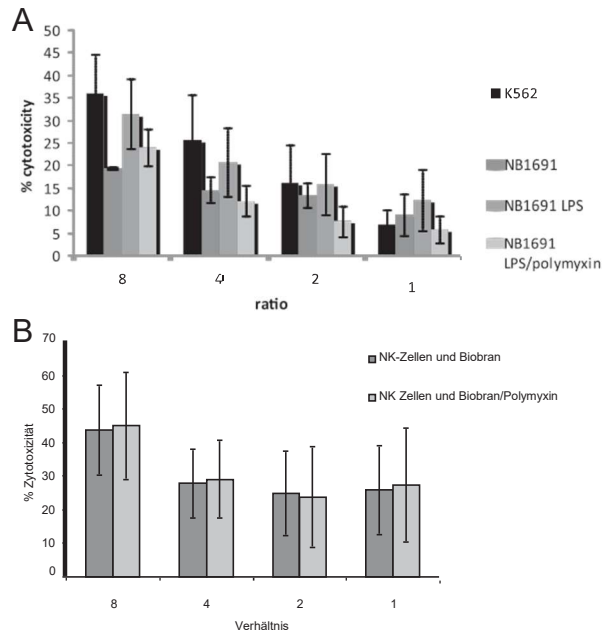 A
50
45
40
35
30
25
20
15
10
5
0
% cytotoxicity
8
4
2
1
ratio
K562
NB1691
NB1691 LPS
NB1691
LPS/polymyxin
B
70
60
50
40
30
20
10
0
% Zytotoxizität
8
4
2
1
Verhältnis
NK-Zellen und Biobran
NK Zellen und Biobran/Polymyxin